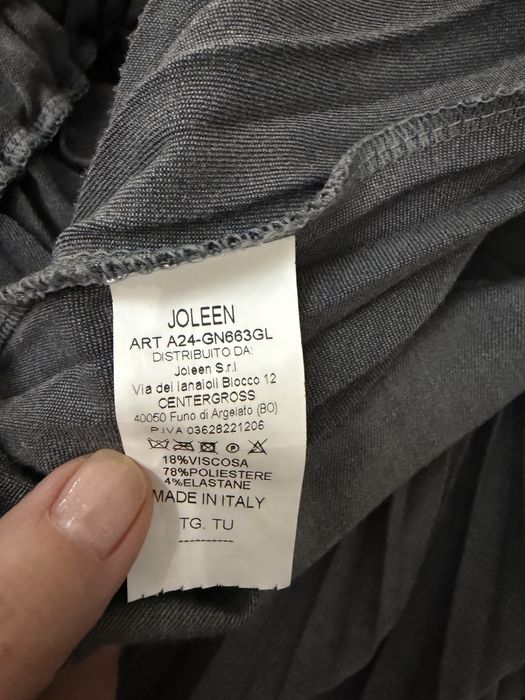 JOLEEN
ART A24-GN663GL
DISTRIBUITO DA:
Joleen S.r.l
Via dei lanaioli Blocco 12
CENTERGROSS
40050 Funo di Argelato (BO)
P.IVA 03628221206
18%VISCOSA
78%POLIESTERE
4%ELASTANE
MADE IN ITALY
TG. TU
----------